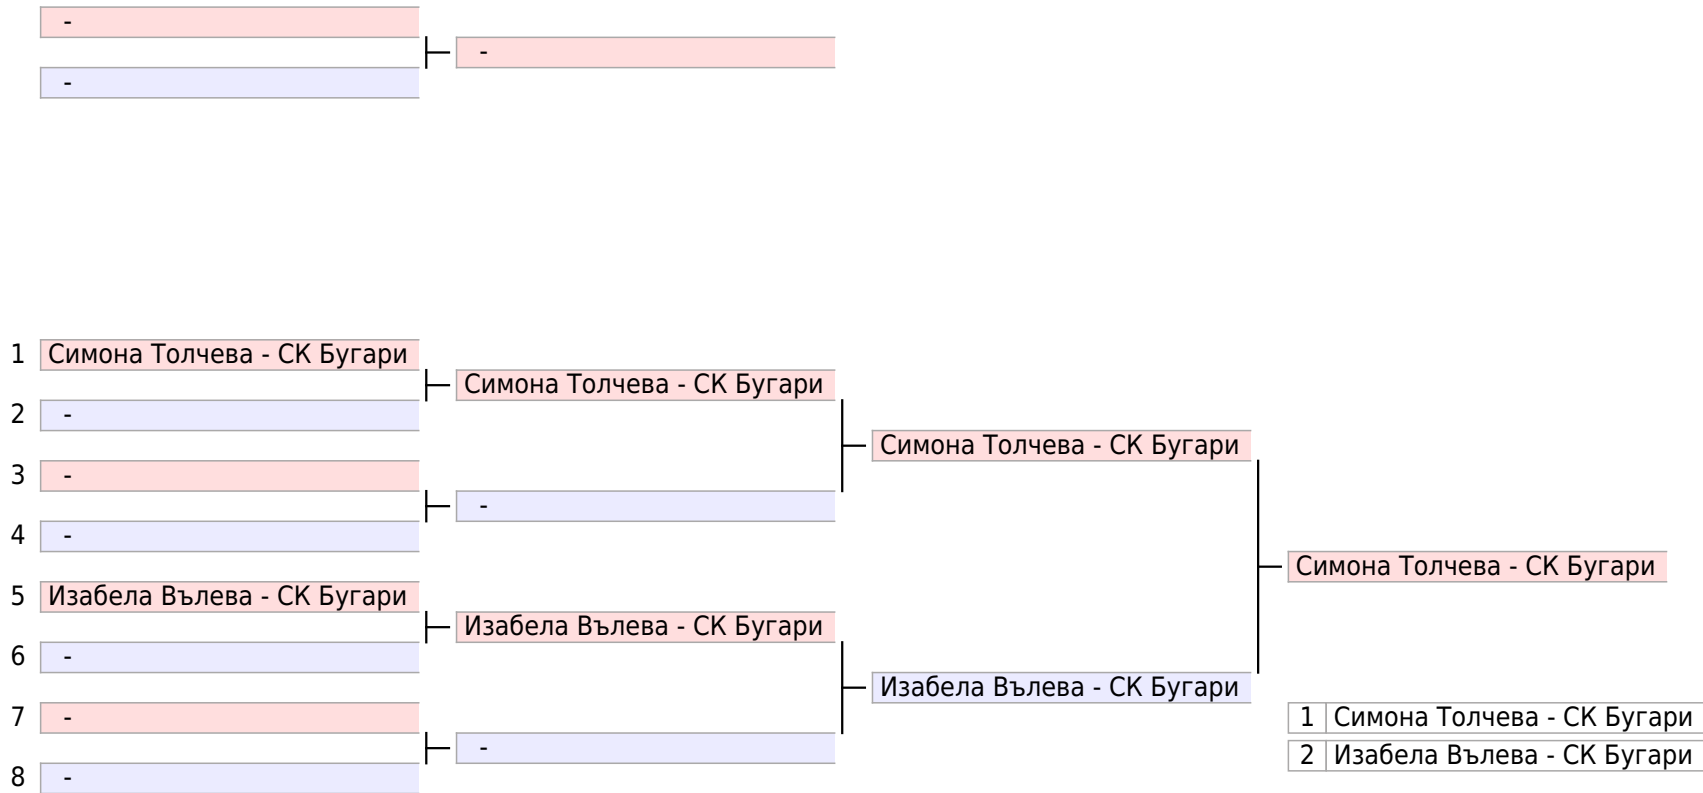 -
-
-
1 Симона Толчева - СК Бугари
Симона Толчева - СК Бугари
2 -
Симона Толчева - СК Бугари
3 -
-
4 -
Симона Толчева - СК Бугари
5 Изабела Вълева - СК Бугари
Изабела Вълева - СК Бугари
6 -
Изабела Вълева - СК Бугари
7 -
1 Симона Толчева - СК Бугари
-
2 Изабела Вълева - СК Бугари
8 -